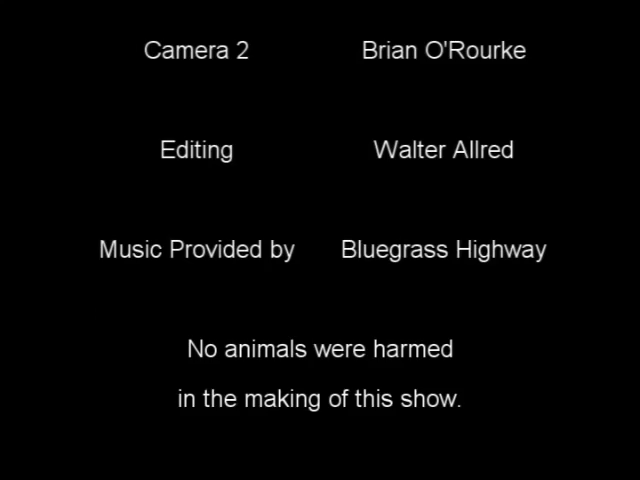 Camera 2 Brian O'Rourke
Editing Walter Allred
Music Provided by Bluegrass Highway
No animals were harmed
in the making of this show.